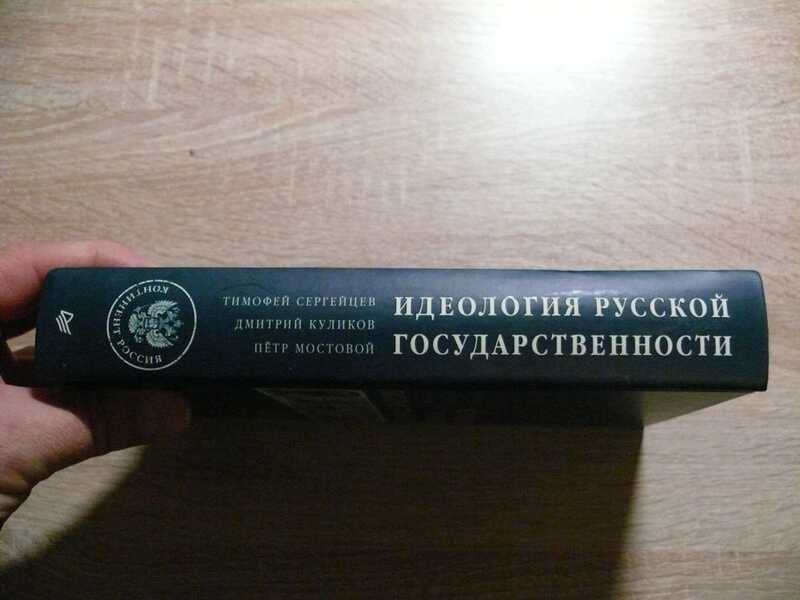 КОНТИНЕНТ
РОССИЯ
ТИМОФЕЙ СЕРГЕЙЦЕВ
ДМИТРИЙ КУЛИКОВ
ПЁТР МОСТОВОЙ
ИДЕОЛОГИЯ РУССКОЙ
ГОСУДАРСТВЕННОСТИ